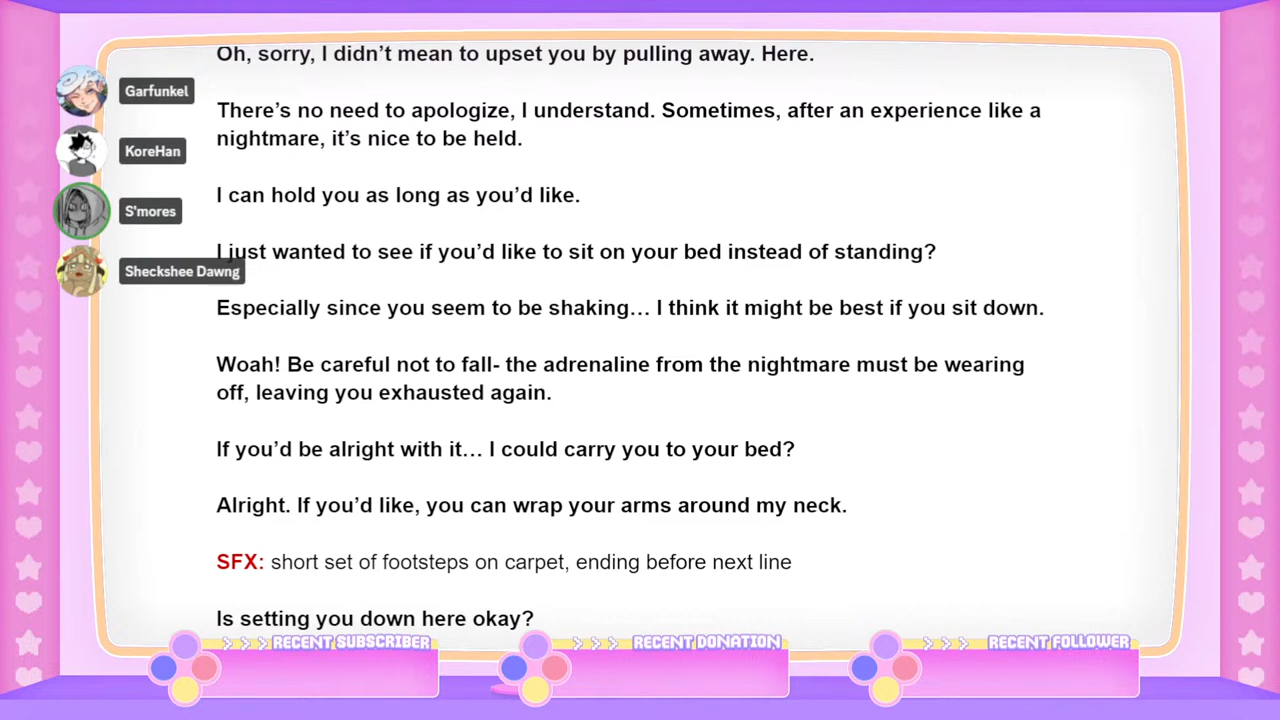 Oh, sorry, I didn’t mean to upset you by pulling away. Here.
Garfunkel
There’s no need to apologize, I understand. Sometimes, after an experience like a
nightmare, it’s nice to be held.
KoreHan
I can hold you as long as you’d like.
S'mores
I just wanted to see if you’d like to sit on your bed instead of standing?
Sheckshee Dawng
Especially since you seem to be shaking… I think it might be best if you sit down.
Woah! Be careful not to fall- the adrenaline from the nightmare must be wearing
off, leaving you exhausted again.
If you’d be alright with it… I could carry you to your bed?
Alright. If you’d like, you can wrap your arms around my neck.
SFX: short set of footsteps on carpet, ending before next line
Is setting you down here okay?
> > > RECENT SUBSCRIBER
> > > RECENT DONATION
> > > RECENT FOLLOWER